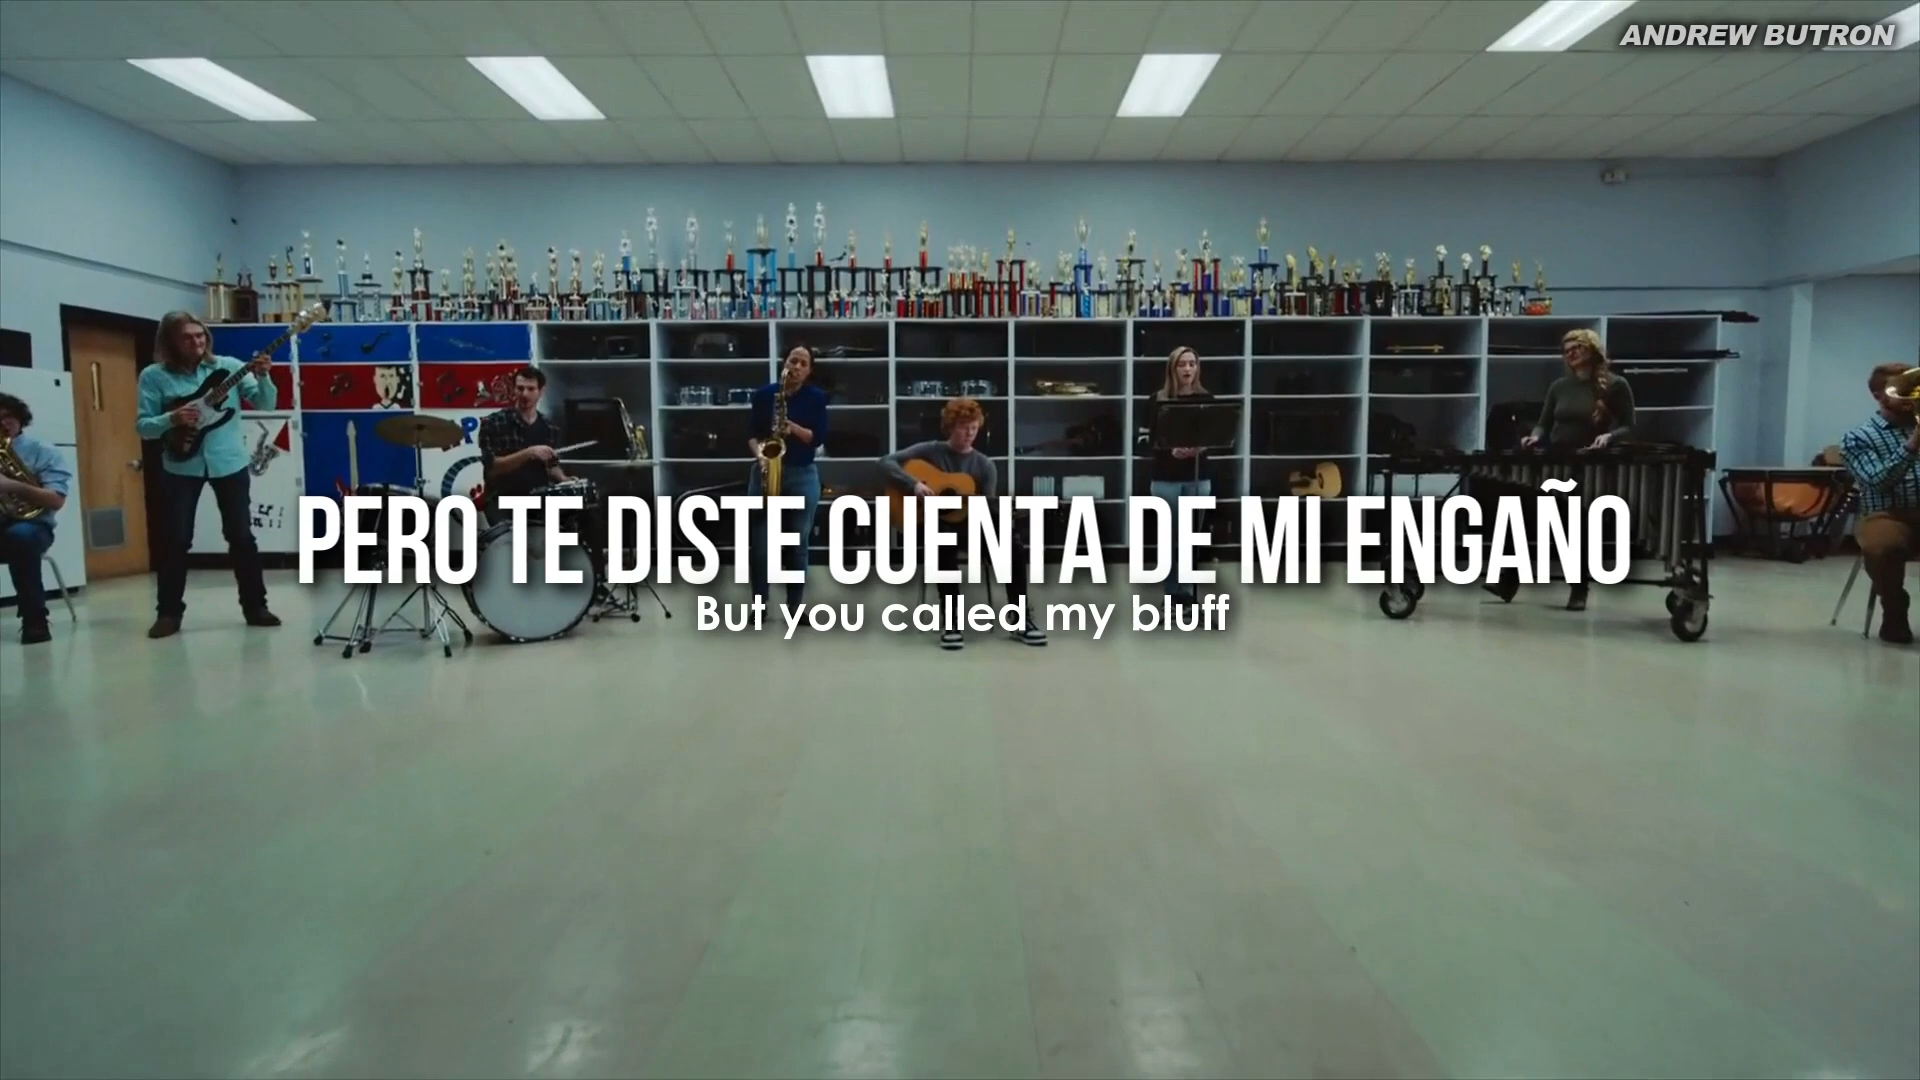 ANDREW BUTRON
PERO TE DISTE CUENTA DE MI ENGAÑO
But you called my bluff